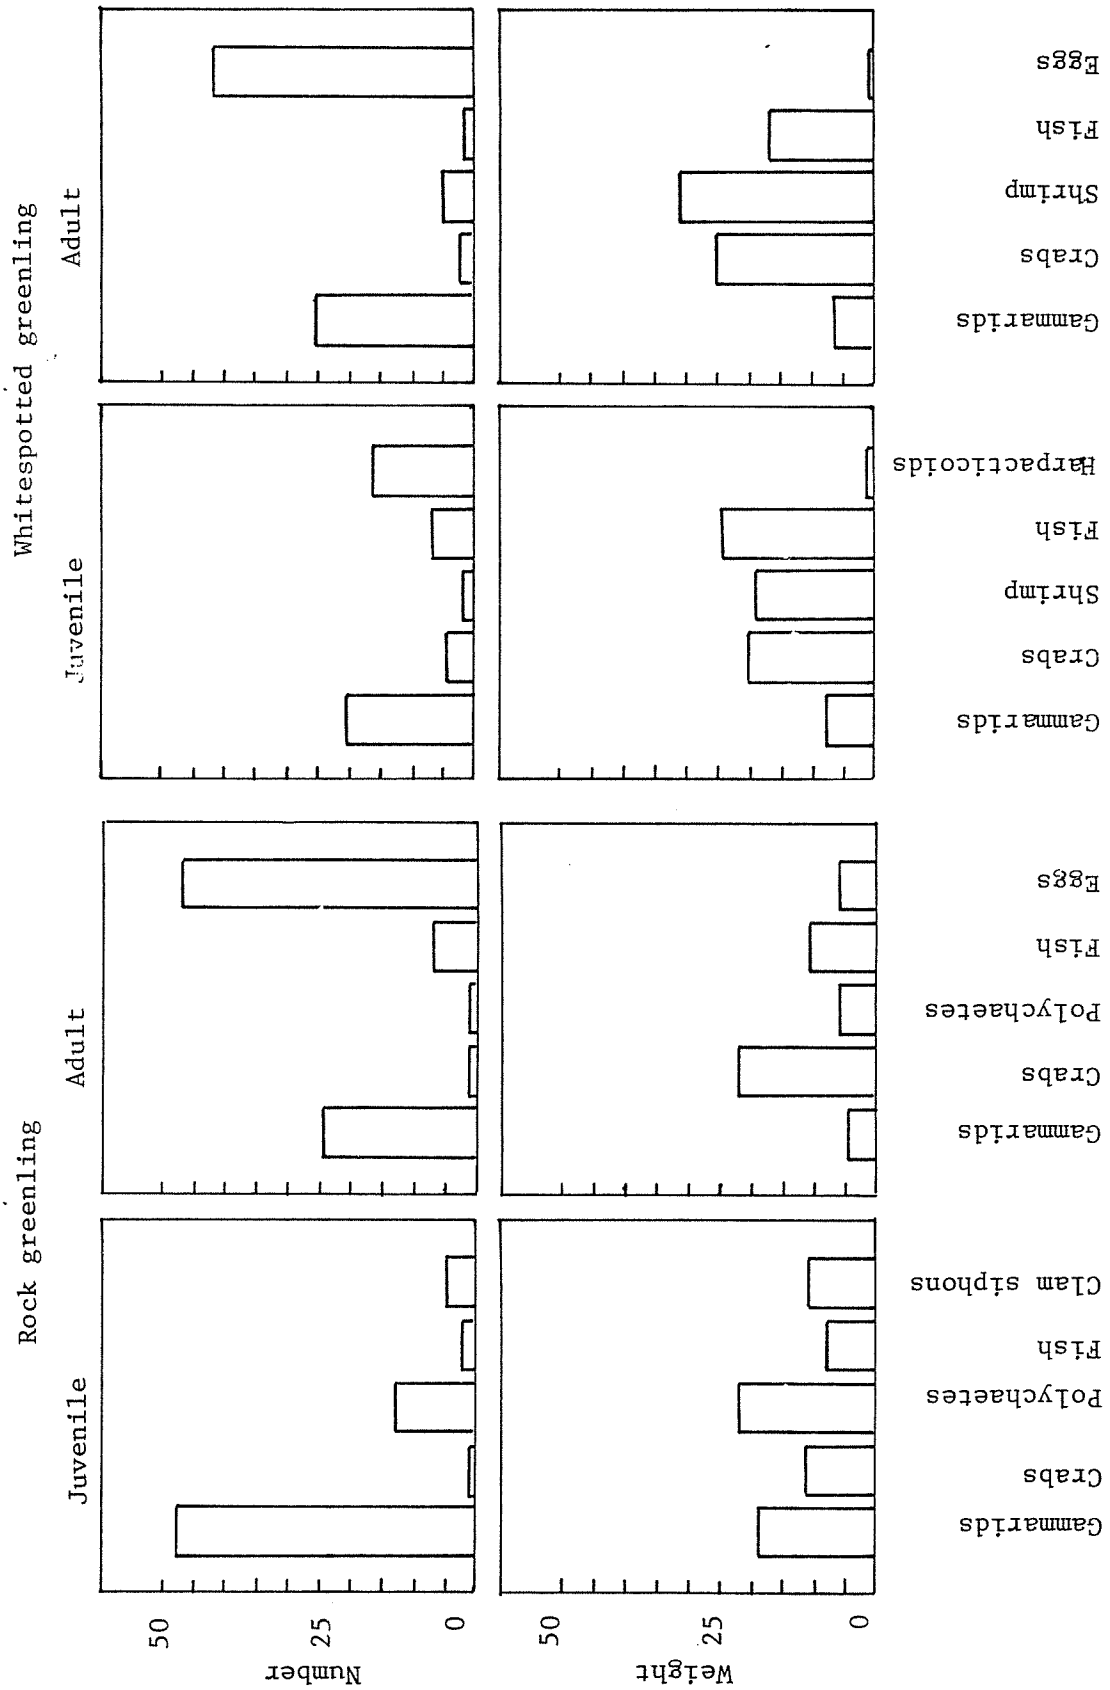 Rock greenling
Whitespotted greenling
Juvenile
Adult
Juvenile
Adult
Number
50
25
0
Weight
50
25
0
Gammarids
Crabs
Polychaetes
Fish
Clam siphons
Gammarids
Crabs
Polychaetes
Fish
Eggs
Gammarids
Crabs
Shrimp
Fish
Harpacticoids
Gammarids
Crabs
Shrimp
Fish
Eggs